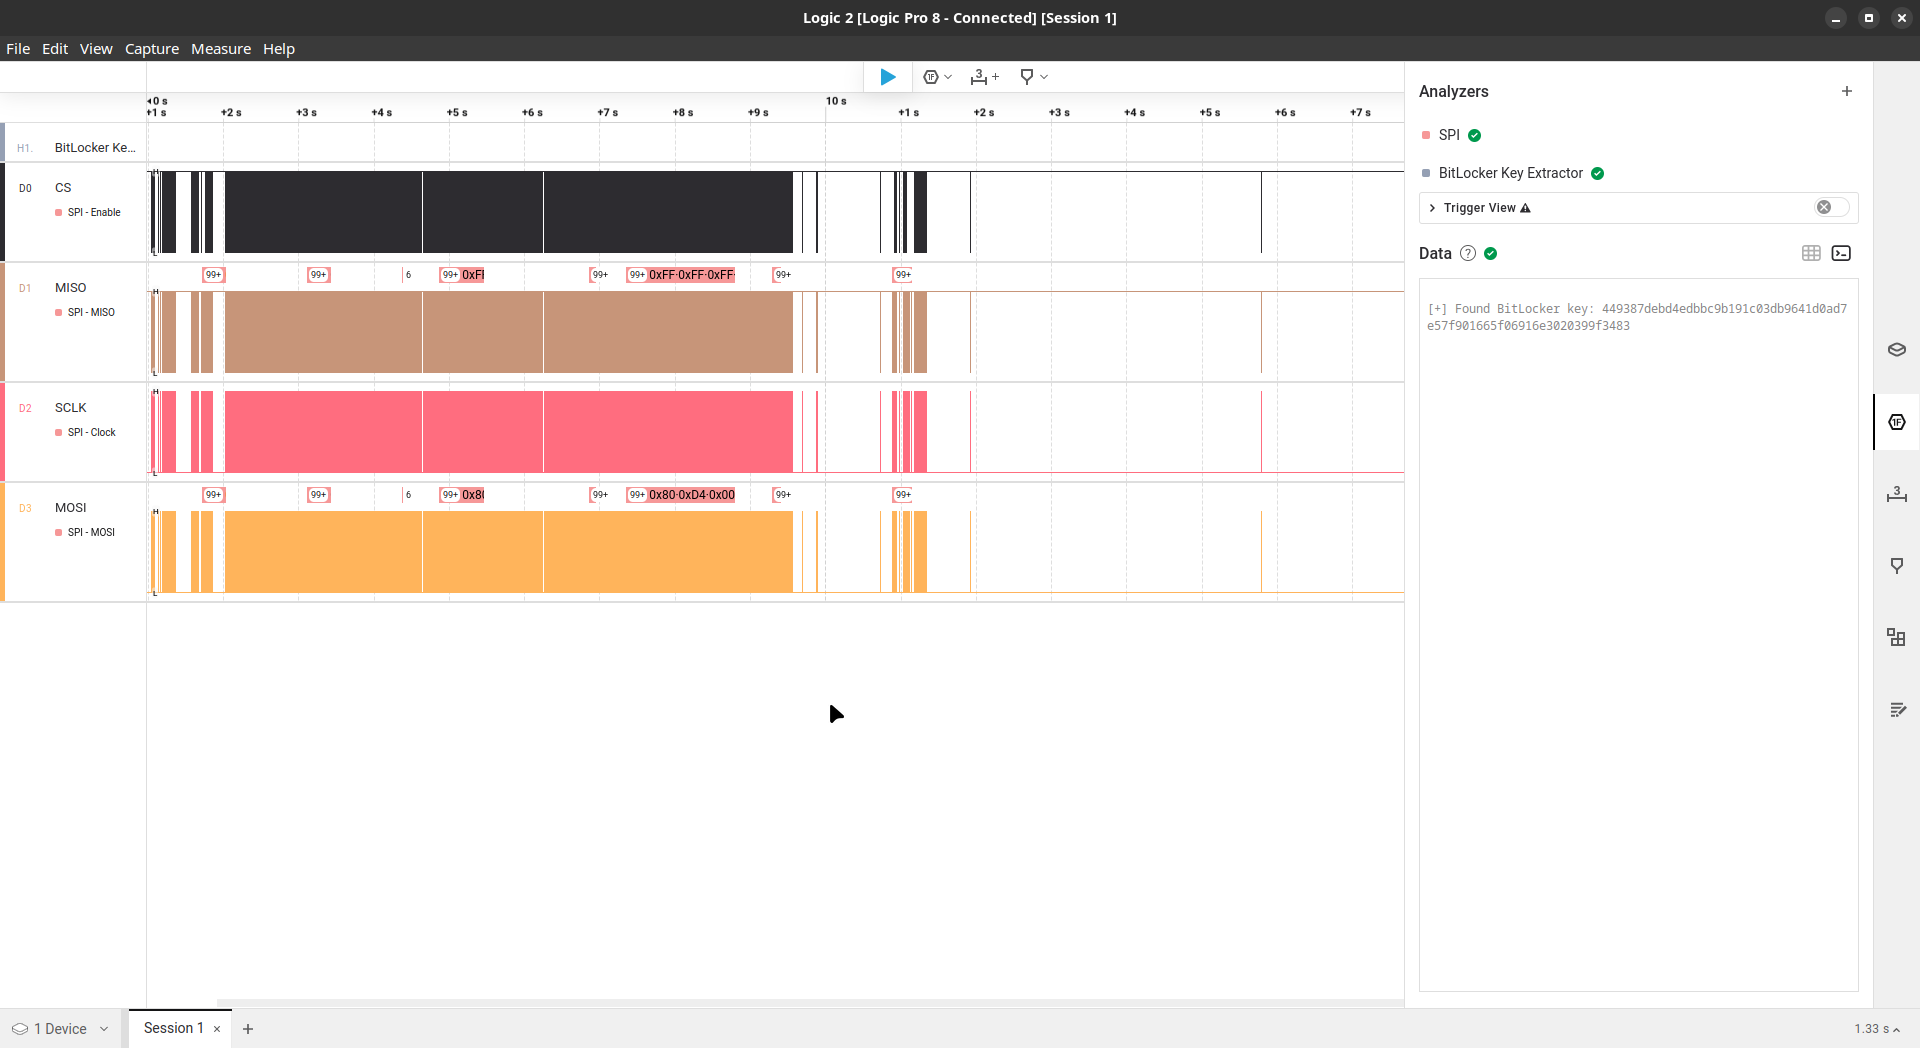 Logic 2 [Logic Pro 8 - Connected] [Session 1]
File Edit View Capture Measure Help
0 s 10 s
+1 s +2 s +3 s +4 s +5 s +6 s +7 s +8 s +9 s +1 s +2 s +3 s +4 s +5 s +6 s +7 s
H1. BitLocker Ke...
D0 CS
SPI - Enable
99+ 99+ 6 99+ 0xFF 99+ 99+ 0xFF·0xFF·0xFF· 99+ 99+
D1 MISO
SPI - MISO
D2 SCLK
SPI - Clock
99+ 99+ 6 99+ 0x80 99+ 99+ 0x80·0xD4·0x00 99+ 99+
D3 MOSI
SPI - MOSI
Analyzers
SPI
BitLocker Key Extractor
Trigger View
Data
[+] Found BitLocker key: 449387debd4edbbc9b191c03db9641d0ad7
e57f901665f06916e3020399f3483
1 Device Session 1 × + 1.33 s